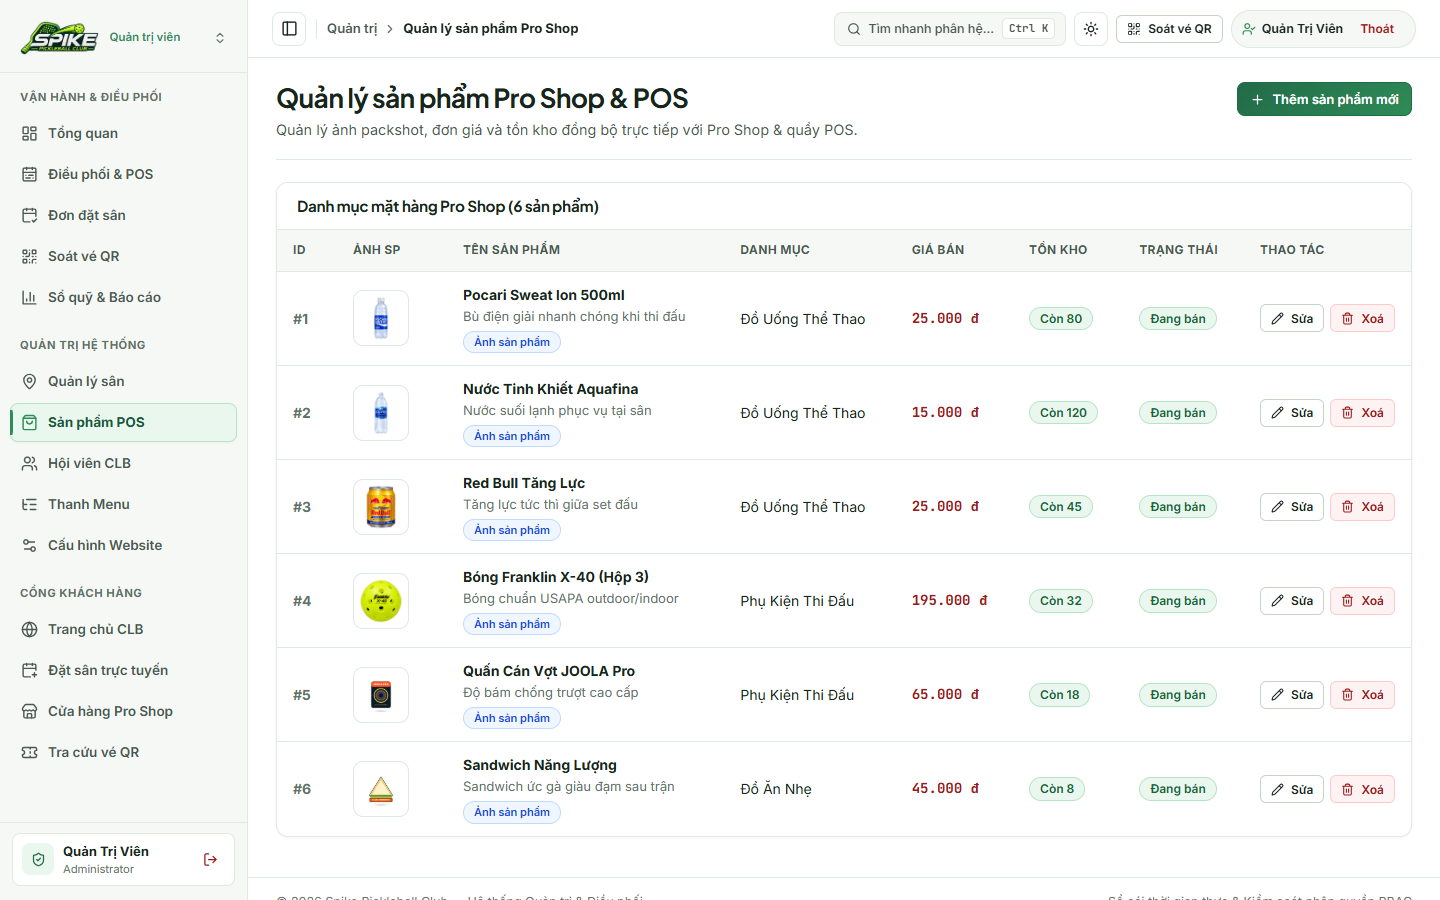 SPIKE
PICKLEBALL CLUB
Quản trị viên
Quản trị > Quản lý sản phẩm Pro Shop
Tìm nhanh phân hệ... Ctrl K
Soát vé QR
Quản Trị Viên Thoát
VẬN HÀNH & ĐIỀU PHỐI
Tổng quan
Điều phối & POS
Đơn đặt sân
Soát vé QR
Sổ quỹ & Báo cáo
QUẢN TRỊ HỆ THỐNG
Quản lý sân
Sản phẩm POS
Hội viên CLB
Thanh Menu
Cấu hình Website
CỔNG KHÁCH HÀNG
Trang chủ CLB
Đặt sân trực tuyến
Cửa hàng Pro Shop
Tra cứu vé QR
Quản Trị Viên
Administrator
Quản lý sản phẩm Pro Shop & POS
Quản lý ảnh packshot, đơn giá và tồn kho đồng bộ trực tiếp với Pro Shop & quầy POS.
+ Thêm sản phẩm mới
Danh mục mặt hàng Pro Shop (6 sản phẩm)
ID ẢNH SP TÊN SẢN PHẨM DANH MỤC GIÁ BÁN TỒN KHO TRẠNG THÁI THAO TÁC
#1 Pocari Sweat Ion 500ml
Bù điện giải nhanh chóng khi thi đấu
Ảnh sản phẩm
Đồ Uống Thể Thao 25.000 đ Còn 80 Đang bán Sửa Xoá
#2 Nước Tinh Khiết Aquafina
Nước suối lạnh phục vụ tại sân
Ảnh sản phẩm
Đồ Uống Thể Thao 15.000 đ Còn 120 Đang bán Sửa Xoá
#3 Red Bull Tăng Lực
Tăng lực tức thì giữa set đấu
Ảnh sản phẩm
Đồ Uống Thể Thao 25.000 đ Còn 45 Đang bán Sửa Xoá
#4 Bóng Franklin X-40 (Hộp 3)
Bóng chuẩn USAPA outdoor/indoor
Ảnh sản phẩm
Phụ Kiện Thi Đấu 195.000 đ Còn 32 Đang bán Sửa Xoá
#5 Quấn Cán Vợt JOOLA Pro
Độ bám chống trượt cao cấp
Ảnh sản phẩm
Phụ Kiện Thi Đấu 65.000 đ Còn 18 Đang bán Sửa Xoá
#6 Sandwich Năng Lượng
Sandwich ức gà giàu đạm sau trận
Ảnh sản phẩm
Đồ Ăn Nhẹ 45.000 đ Còn 8 Đang bán Sửa Xoá